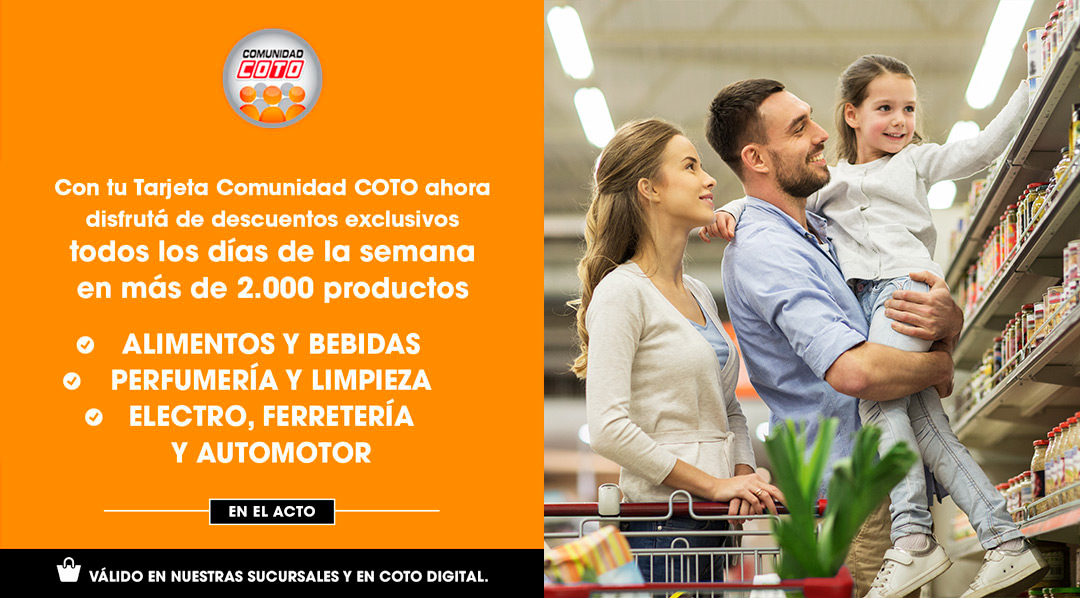 COMUNIDAD
COTO
Con tu Tarjeta Comunidad COTO ahora
disfrutá de descuentos exclusivos
todos los días de la semana
en más de 2.000 productos
ALIMENTOS Y BEBIDAS
PERFUMERÍA Y LIMPIEZA
ELECTRO, FERRETERÍA
Y AUTOMOTOR
EN EL ACTO
VÁLIDO EN NUESTRAS SUCURSALES Y EN COTO DIGITAL.